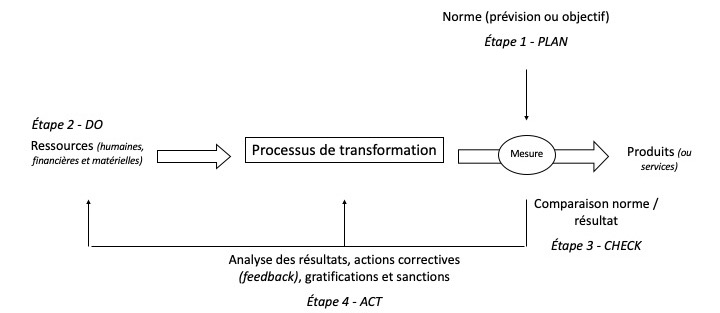 Norme (prévision ou objectif)
Étape 1 - PLAN
Étape 2 - DO
Ressources (humaines,
financières et matérielles)
Processus de transformation
Mesure
Produits (ou
services)
Comparaison norme /
résultat
Étape 3 - CHECK
Analyse des résultats, actions correctives
(feedback), gratifications et sanctions
Étape 4 - ACT